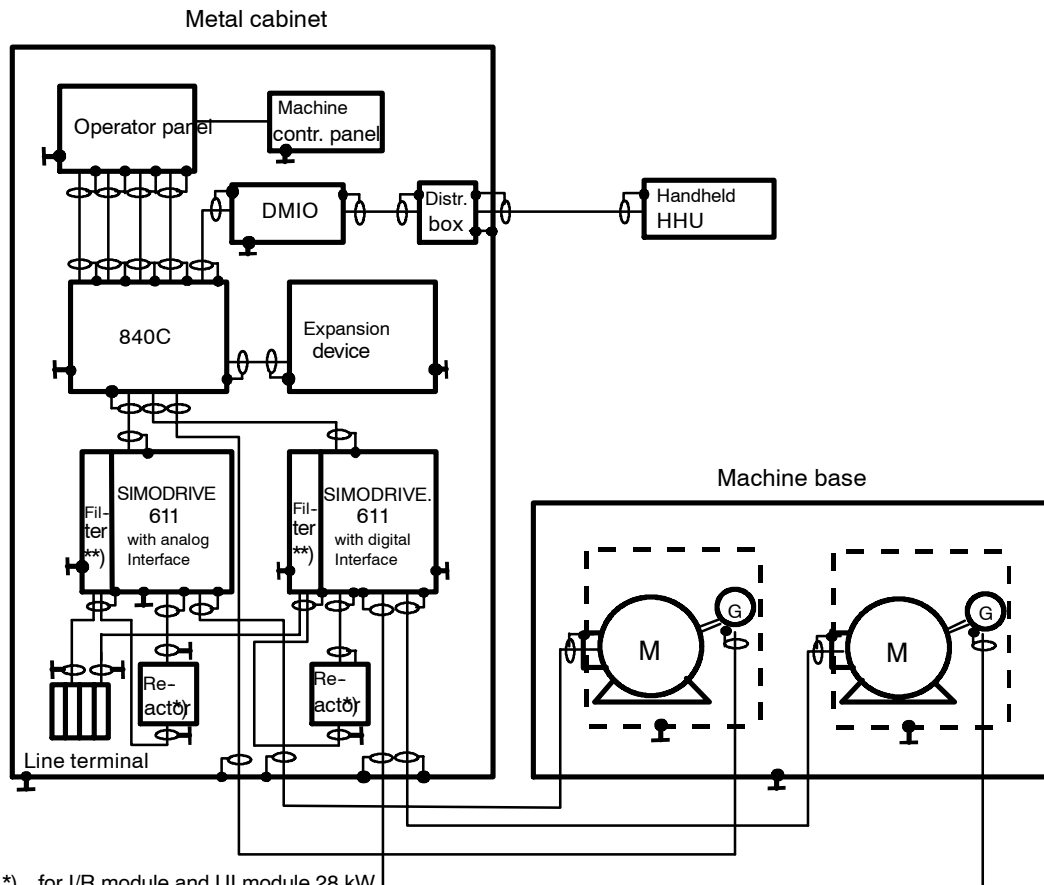 Metal cabinet
Operator panel
Machine
contr. panel
DMIO
Distr.
box
Handheld
HHU
840C
Expansion
device
Fil-
ter
**)
SIMODRIVE
611
with analog
Interface
Fil-
ter
**)
SIMODRIVE.
611
with digital
Interface
Machine base
M
G
M
G
Re-
actor
*)
Re-
actor
*)
Line terminal
*) for I/R module and UI module 28 kW